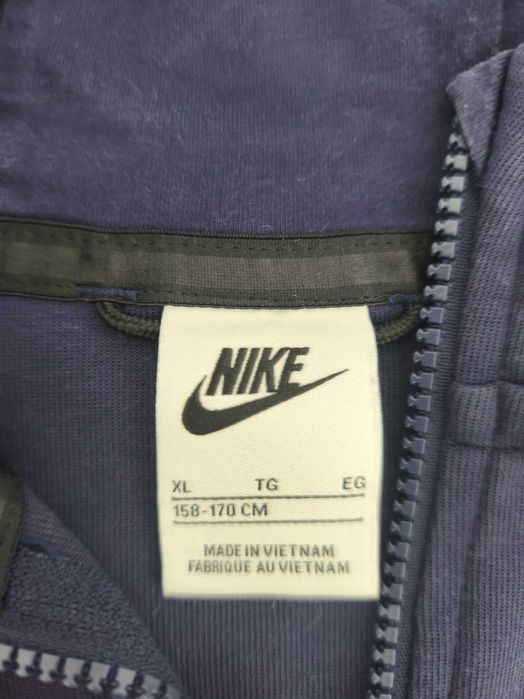 NIKE
XL TG EG
158-170 CM
MADE IN VIETNAM
FABRIQUE AU VIETNAM